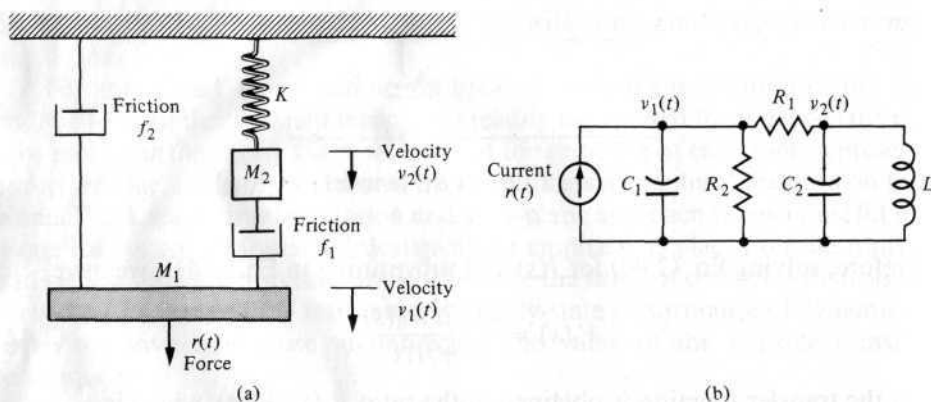 Friction
f₂
K
M₂
Velocity
v₂(t)
Friction
f₁
M₁
Velocity
v₁(t)
r(t)
Force
(a)
v₁(t)
R₁
v₂(t)
Current
r(t)
C₁
R₂
C₂
L
(b)